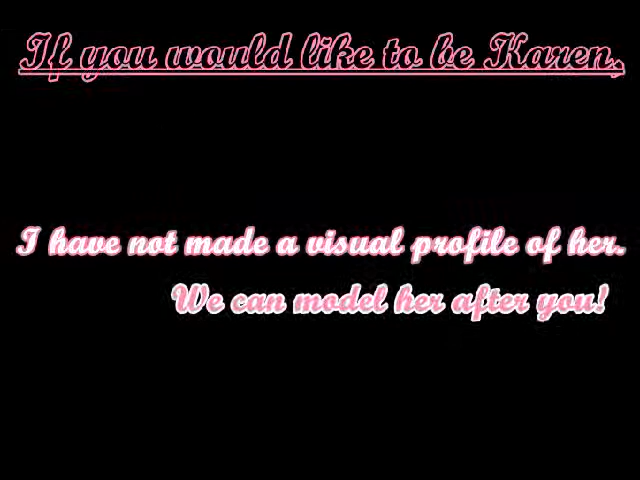 If you would like to be Karen,
I have not made a visual profile of her.
We can model her after you!